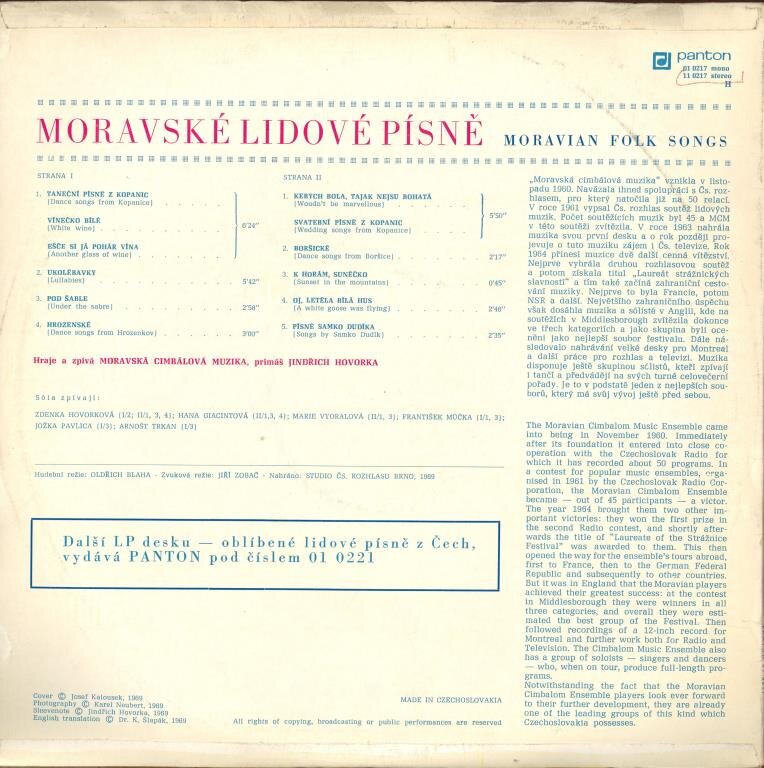 panton
01 0217 mono
11 0217 stereo
H
MORAVSKÉ LIDOVÉ PÍSNĚ MORAVIAN FOLK SONGS
STRANA I
1. TANEČNÍ PÍSNĚ Z KOPANIC
(Dance songs from Kopanice)
VÍNEČKO BÍLÉ
(White wine)
6'24"
EŠČE SI JÁ POHÁR VÍNA
(Another glass of wine)
2. UKOLÉBAVKY
(Lullabies) 5'42"
3. POD ŠABLE
(Under the sabre) 2'58"
4. HROZENSKÉ
(Dance songs from Hrozenkov) 3'00"
STRANA II
1. KEBYCH BOLA, TAJAK NEJSU BOHATÁ
(Woudn't be marvellous)
5'50"
SVATEBNÍ PÍSNĚ Z KOPANIC
(Wedding songs from Kopanice)
2. BORŠICKÉ
(Dance songs from Boršice) 2'17"
3. K HORÁM, SUNÉČKO
(Sunset in the mountains) 0'45"
4. OJ, LETĚLA BÍLÁ HUS
(A white goose was flying) 2'48"
5. PÍSNĚ SAMKO DUDÍKA
(Songs by Samko Dudík) 2'35"
Hraje a zpívá MORAVSKÁ CIMBÁLOVÁ MUZIKA, primáš JINDŘICH HOVORKA
Sóla zpívají:
ZDENKA HOVORKOVÁ (I/2; II/1, 3, 4); HANA GIACINTOVÁ (II/1,3, 4); MARIE VYORALOVÁ (II/1, 3); FRANTIŠEK MŮČKA (I/1, 3);
JOŽKA PAVLICA (I/3); ARNOŠT TRKAN (I/3)
Hudební režie: OLDŘICH BLAHA - Zvukové režie: JIŘÍ ZOBAČ - Nahráno: STUDIO ČS. ROZHLASU BRNO, 1969
Další LP desku — oblíbené lidové písně z Čech,
vydává PANTON pod číslem 01 0221
Cover © Josef Kalousek, 1969
Photography © Karel Neubert, 1969
Sleevenote © Jindřich Hovorka, 1969
English translation © Dr. K. Šlepák, 1969
MADE IN CZECHOSLOVAKIA
All rights of copying, broadcasting or public performances are reserved
„Moravská cimbálová muzika" vznikla v listo-
padu 1960. Navázala ihned spolupráci s Čs. roz-
hlasem, pro který natočila již na 50 relací.
V roce 1961 vypsal Čs. rozhlas soutěž lidových
muzik. Počet soutěžících muzik byl 45 a MCM
v této soutěži zvítězila. V roce 1963 nahrála
muzika svou první desku a o rok později pro-
jevuje o tuto muziku zájem i Čs. televize. Rok
1964 přinesl muzice dvě další cenná vítězství.
Nejprve vybrála druhou rozhlasovou soutěž
a potom získala titul „Laureát strážnických
slavností" a tím také začíná zahraniční cesto-
vání muziky. Nejprve to byla Francie, potom
NSR a další. Největšího zahraničního úspěchu
však dosáhla muzika a sólisté v Anglii, kde na
soutěžích v Middlesborough zvítězila dokonce
ve třech kategoriích a jako skupina byli oce-
něni jako nejlepší soubor festivalu. Dále ná-
sledovalo nahrávání velké desky pro Montreal
a další práce pro rozhlas a televizi. Muzika
disponuje ještě skupinou sólistů, kteří zpívají
i tančí a předvádějí na svých turné celovečerní
pořady. Je to v podstatě jeden z nejlepších sou-
borů, který má svůj vývoj ještě před sebou.
The Moravian Cimbalom Music Ensemble came
into being in November 1960. Immediately
after its foundation it entered into close co-
operation with the Czechoslovak Radio for
which it has recorded about 50 programs. In
a contest for popular music ensembles, orga-
nised in 1961 by the Czechoslovak Radio Cor-
poration, the Moravian Cimbalom Ensemble
became — out of 45 participants — a victor.
The year 1964 brought them two other im-
portant victories: they won the first prize in
the second Radio contest, and shortly after-
wards the title of "Laureate of the Strážnice
Festival" was awarded to them. This then
opened the way for the ensemble's tours abroad,
first to France, then to the German Federal
Republic and subsequently to other countries.
But it was in England that the Moravian players
achieved their greatest success: at the contest
in Middlesborough they were winners in all
three categories, and overall they were esti-
mated the best group of the Festival. Then
followed recordings of a 12-inch record for
Montreal and further work both for Radio and
Television. The Cimbalom Music Ensemble also
has a group of soloists — singers and dancers
— who, when on tour, produce full-length pro-
grams.
Notwithstanding the fact that the Moravian
Cimbalom Ensemble players look ever forward
to their further development, they are already
one of the leading groups of this kind which
Czechoslovakia possesses.